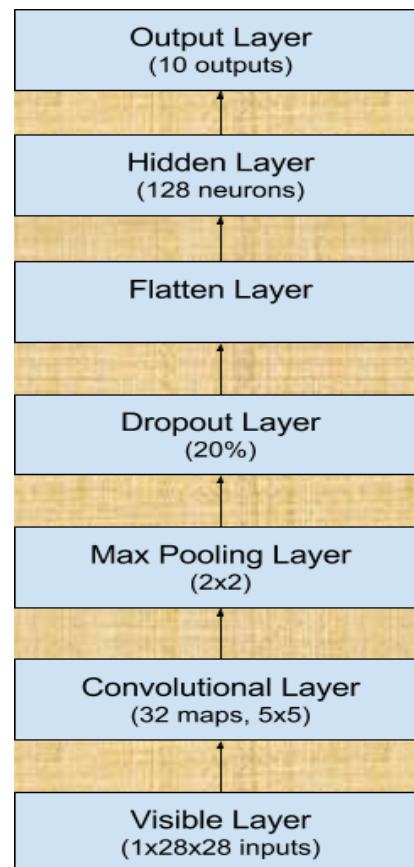 Output Layer
(10 outputs)
Hidden Layer
(128 neurons)
Flatten Layer
Dropout Layer
(20%)
Max Pooling Layer
(2x2)
Convolutional Layer
(32 maps, 5x5)
Visible Layer
(1x28x28 inputs)